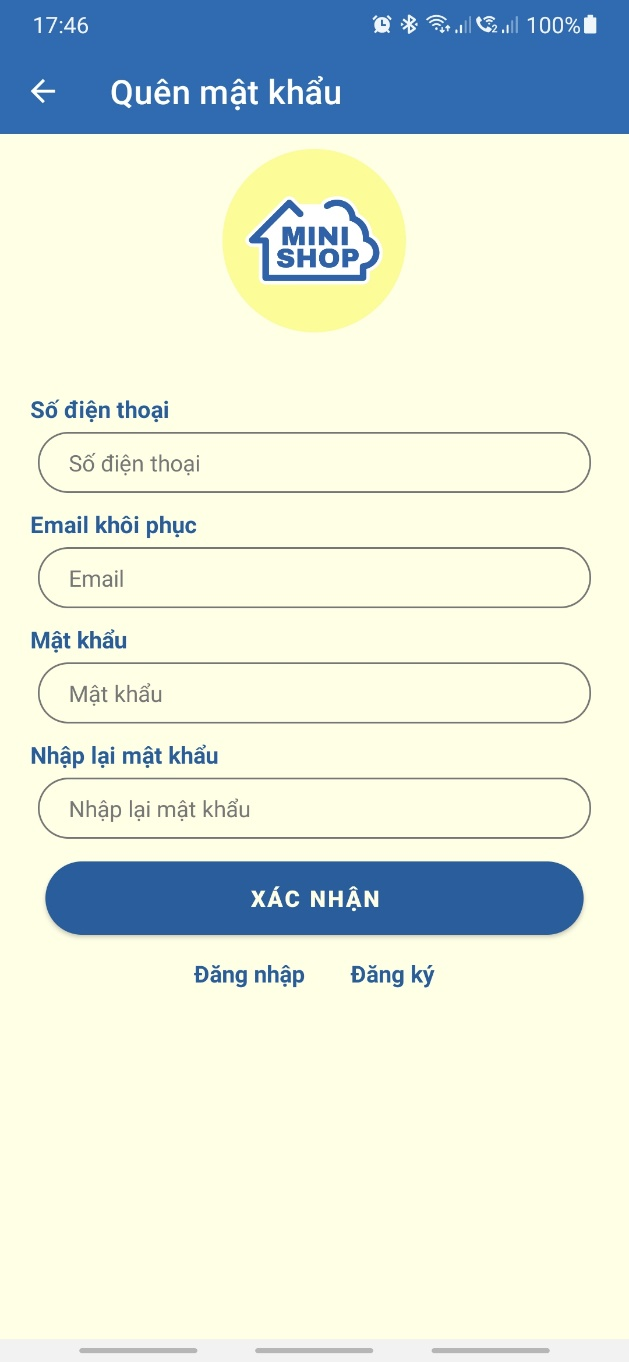 17:46
2
100%
Quên mật khẩu
MINI
SHOP
Số điện thoại
Số điện thoại
Email khôi phục
Email
Mật khẩu
Mật khẩu
Nhập lại mật khẩu
Nhập lại mật khẩu
XÁC NHẬN
Đăng nhập Đăng ký